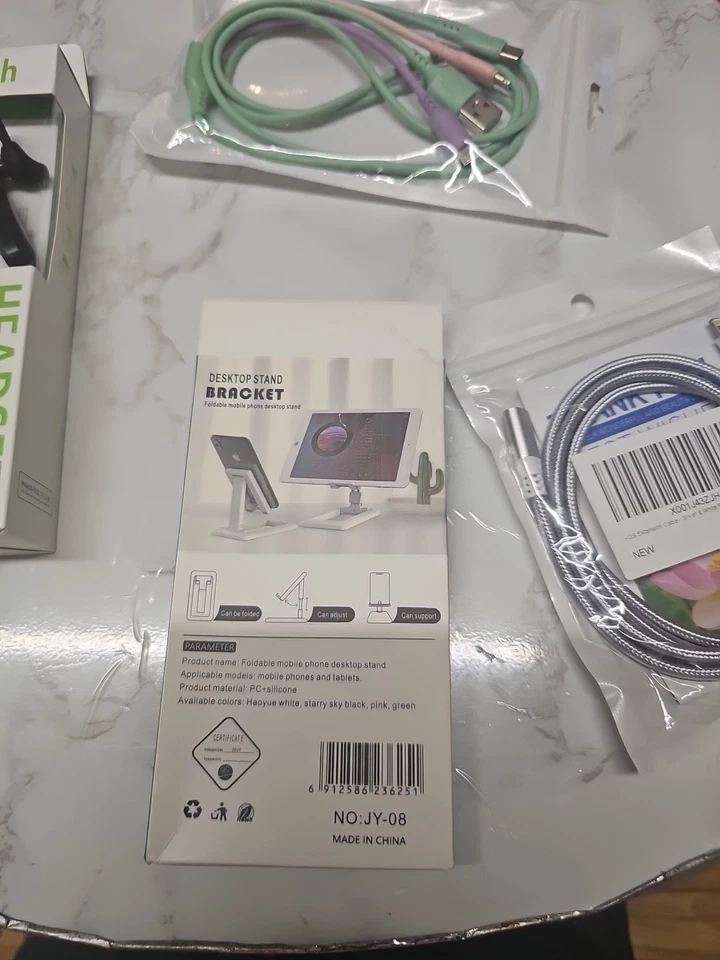 h
HEADSET
DESKTOP STAND
BRACKET
Foldable mobile phone desktop stand
Can be folded
Can adjust
Can support
PARAMETER
Product name: Foldable mobile phone desktop stand
Applicable models: mobile phones and tablets.
Product material: PC+silicone
Available colors: Haoyue white, starry sky black, pink, green
CERTIFICATE
6 912586 236251
NO:JY-08
MADE IN CHINA
NEW